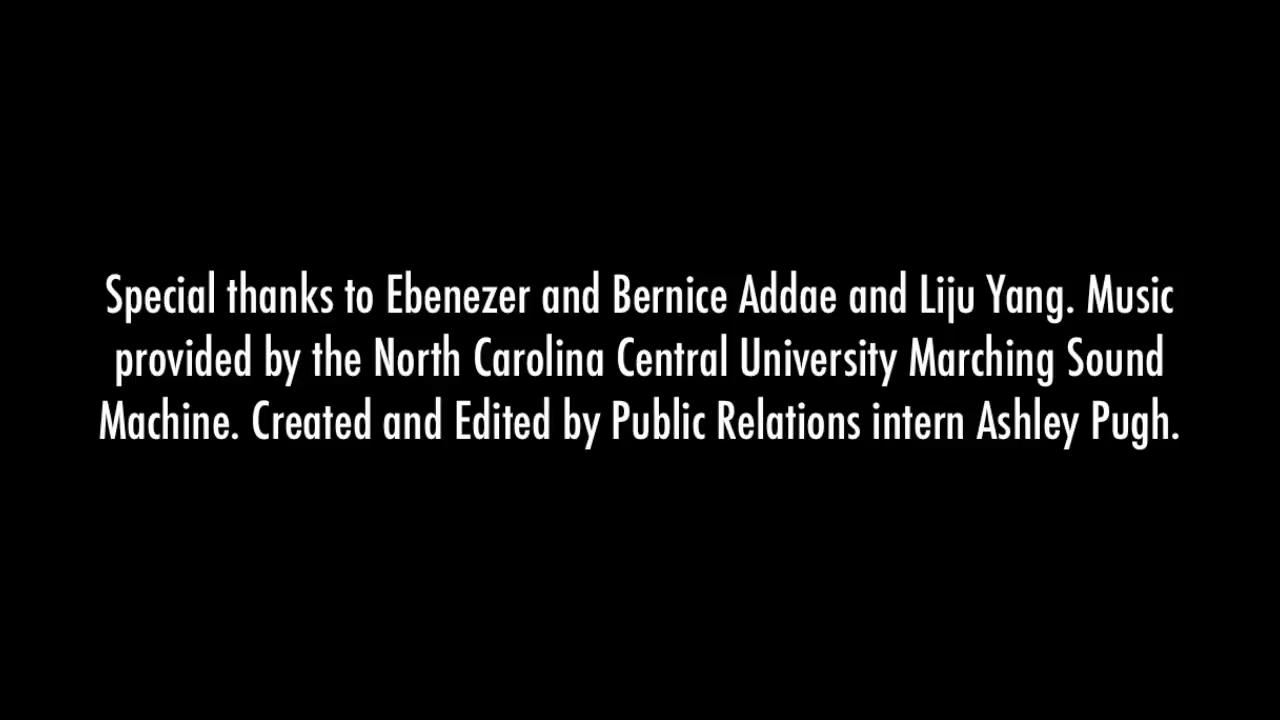 Special thanks to Ebenezer and Bernice Addae and Liju Yang. Music
provided by the North Carolina Central University Marching Sound
Machine. Created and Edited by Public Relations intern Ashley Pugh.